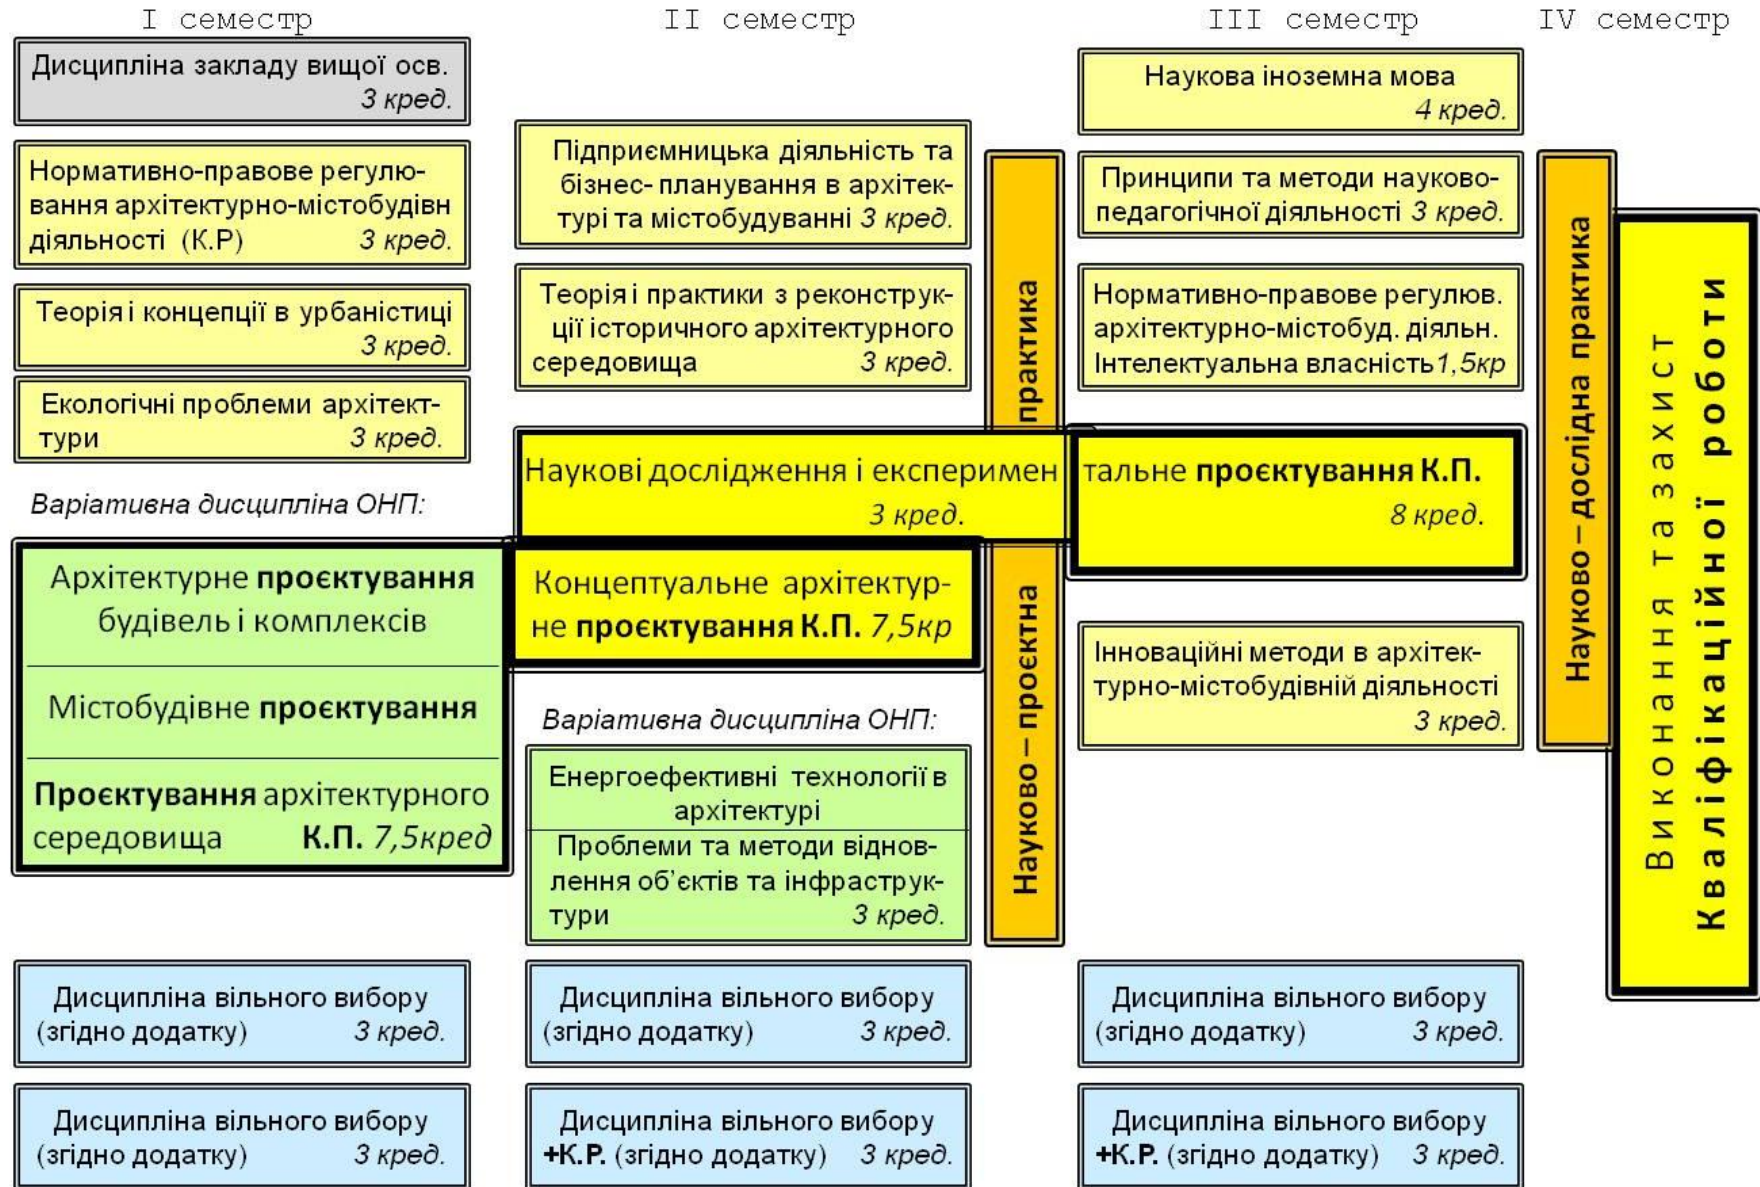 I семестр
Дисципліна закладу вищої осв.
3 кред.
Нормативно-правове регулю-
вання архітектурно-містобудівн
діяльності (К.Р) 3 кред.
Теорія і концепції в урбаністиці
3 кред.
Екологічні проблеми архітект-
тури 3 кред.
Варіативна дисципліна ОНП:
Архітектурне проєктування
будівель і комплексів
Містобудівне проєктування
Проєктування архітектурного
середовища К.П. 7,5кред
Дисципліна вільного вибору
(згідно додатку) 3 кред.
Дисципліна вільного вибору
(згідно додатку) 3 кред.
II семестр
Підприємницька діяльність та
бізнес- планування в архітек-
турі та містобудуванні 3 кред.
Теорія і практики з реконструк-
ції історичного архітектурного
середовища 3 кред.
Наукові дослідження і експеримен тальне проєктування К.П.
3 кред. 8 кред.
Концептуальне архітектур-
не проєктування К.П. 7,5кр
Варіативна дисципліна ОНП:
Енергоефективні технології в
архітектурі
Проблеми та методи віднов-
лення об’єктів та інфраструк-
тури 3 кред.
Дисципліна вільного вибору
(згідно додатку) 3 кред.
Дисципліна вільного вибору
+К.Р. (згідно додатку) 3 кред.
Науково – проєктна практика
III семестр
Наукова іноземна мова
4 кред.
Принципи та методи науково-
педагогічної діяльності 3 кред.
Нормативно-правове регулюв.
архітектурно-містобуд. діяльн.
Інтелектуальна власність 1,5кр
Інноваційні методи в архітек-
турно-містобудівній діяльності
3 кред.
Дисципліна вільного вибору
(згідно додатку) 3 кред.
Дисципліна вільного вибору
+К.Р. (згідно додатку) 3 кред.
IV семестр
Науково – дослідна практика
Виконання та захист
Кваліфікаційної роботи